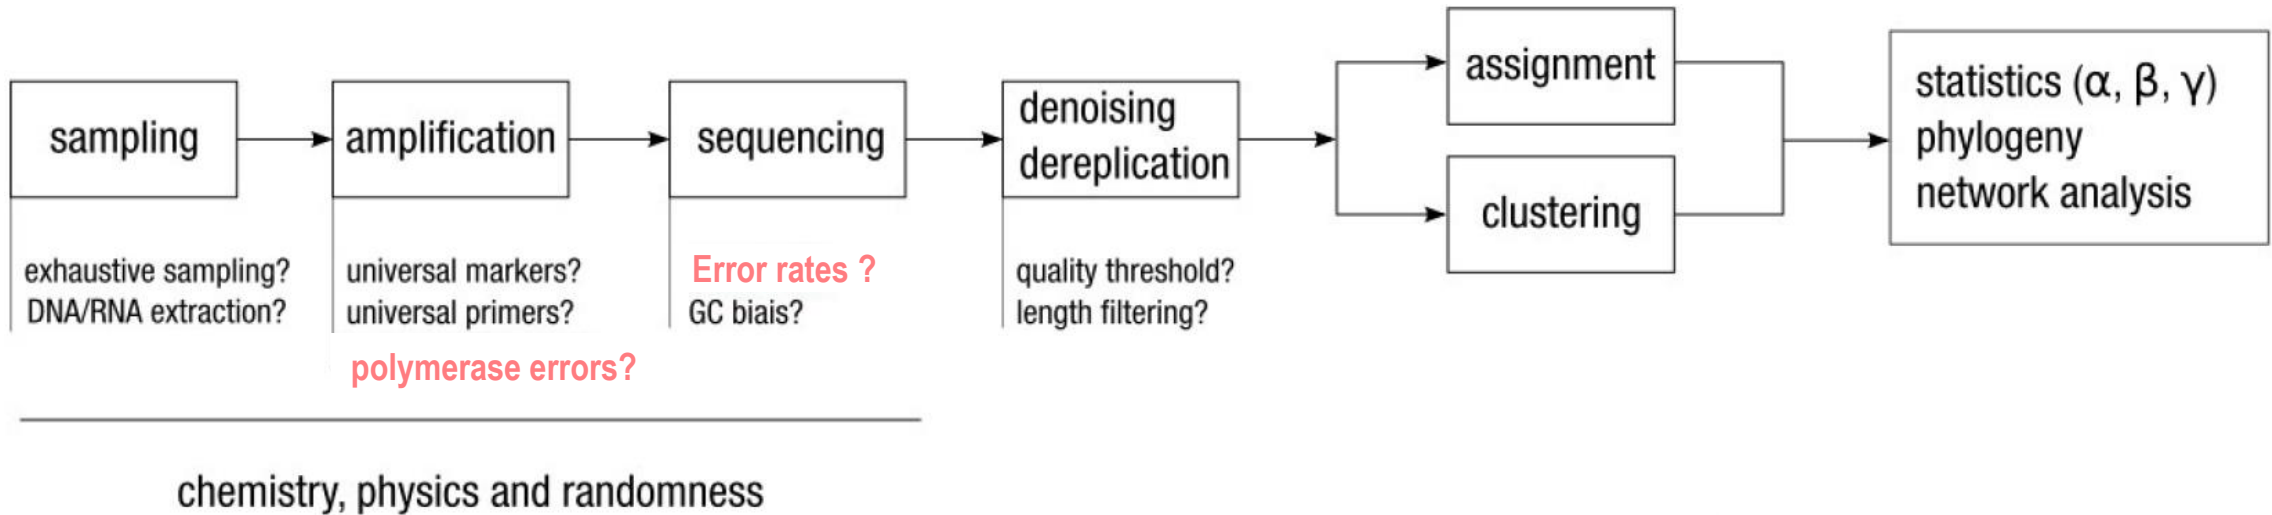 sampling
exhaustive sampling?
DNA/RNA extraction?
amplification
universal markers?
universal primers?
polymerase errors?
sequencing
Error rates ?
GC biais?
chemistry, physics and randomness
denoising
dereplication
quality threshold?
length filtering?
assignment
clustering
statistics (α, β, γ)
phylogeny
network analysis